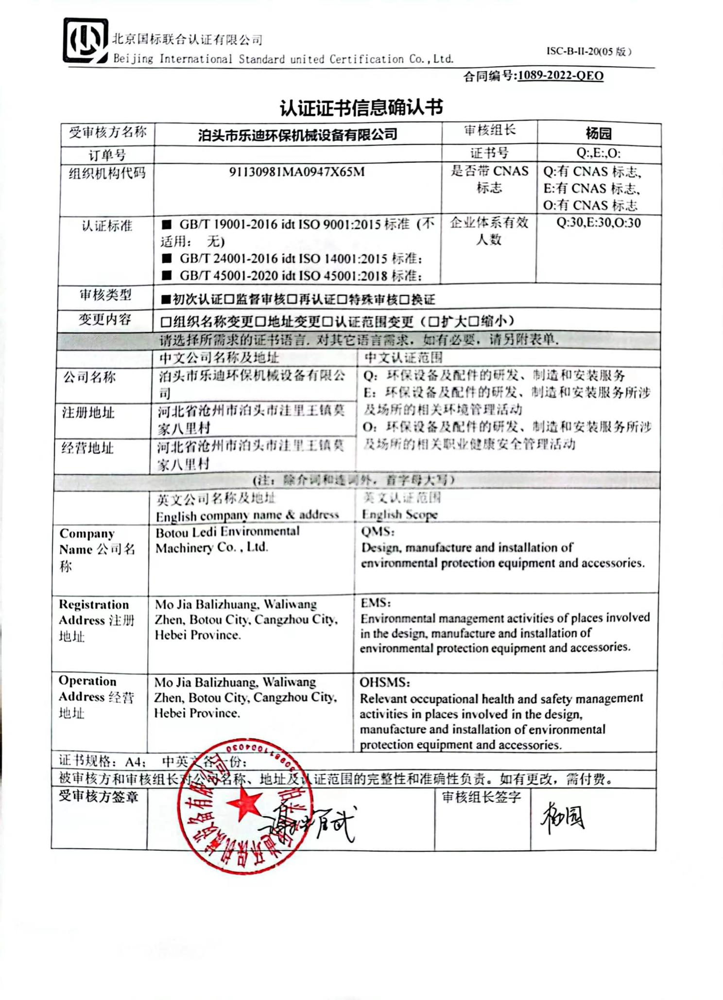 北京国标联合认证有限公司
Beijing International Standard united Certification Co.,Ltd.
ISC-B-II-20(05 版)
合同编号:1089-2022-QEO
认证证书信息确认书
受审核方名称
泊头市乐迪环保机械设备有限公司
审核组长
杨园
订单号
证书号
Q:,E:,O:
组织机构代码
91130981MA0947X65M
是否带 CNAS
标志
Q:有 CNAS 标志,
E:有 CNAS 标志,
O:有 CNAS 标志
认证标准
■ GB/T 19001-2016 idt ISO 9001:2015 标准 (不
适用: 无)
■ GB/T 24001-2016 idt ISO 14001:2015 标准;
■ GB/T 45001-2020 idt ISO 45001:2018 标准;
企业体系有效
人数
Q:30,E:30,O:30
审核类型
■初次认证□监督审核□再认证□特殊审核□换证
变更内容
□组织名称变更□地址变更□认证范围变更（□扩大□缩小）
请选择所需求的证书语言. 对其它语言需求，如有必要，请另附表单.
中文公司名称及地址
中文认证范围
公司名称
泊头市乐迪环保机械设备有限公
司
注册地址
河北省沧州市泊头市洼里王镇莫
家八里村
经营地址
河北省沧州市泊头市洼里王镇莫
家八里村
Q：环保设备及配件的研发、制造和安装服务
E：环保设备及配件的研发、制造和安装服务所涉
及场所的相关环境管理活动
O：环保设备及配件的研发、制造和安装服务所涉
及场所的相关职业健康安全管理活动
(注：除介词和连词外，首字母大写)
英文公司名称及地址
English company name & address
英文认证范围
English Scope
Company
Name 公司名
称
Botou Ledi Environmental
Machinery Co. , Ltd.
QMS:
Design, manufacture and installation of
environmental protection equipment and accessories.
Registration
Address 注册
地址
Mo Jia Balizhuang, Waliwang
Zhen, Botou City, Cangzhou City,
Hebei Province.
EMS:
Environmental management activities of places involved
in the design, manufacture and installation of
environmental protection equipment and accessories.
Operation
Address 经营
地址
Mo Jia Balizhuang, Waliwang
Zhen, Botou City, Cangzhou City,
Hebei Province.
OHSMS:
Relevant occupational health and safety management
activities in places involved in the design,
manufacture and installation of environmental
protection equipment and accessories.
证书规格：A4; 中英文各一份;
被审核方和审核组长对公司名称、地址及认证范围的完整性和准确性负责。如有更改，需付费。
受审核方签章
泊头市乐迪环保机械设备有限公司
审核组长签字
杨园